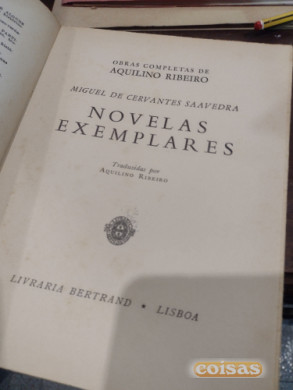 OBRAS COMPLETAS DE
AQUILINO RIBEIRO
MIGUEL DE CERVANTES SAAVEDRA
NOVELAS
EXEMPLARES
Traduzidas por
AQUILINO RIBEIRO
LIVRARIA BERTRAND • LISBOA
coisas